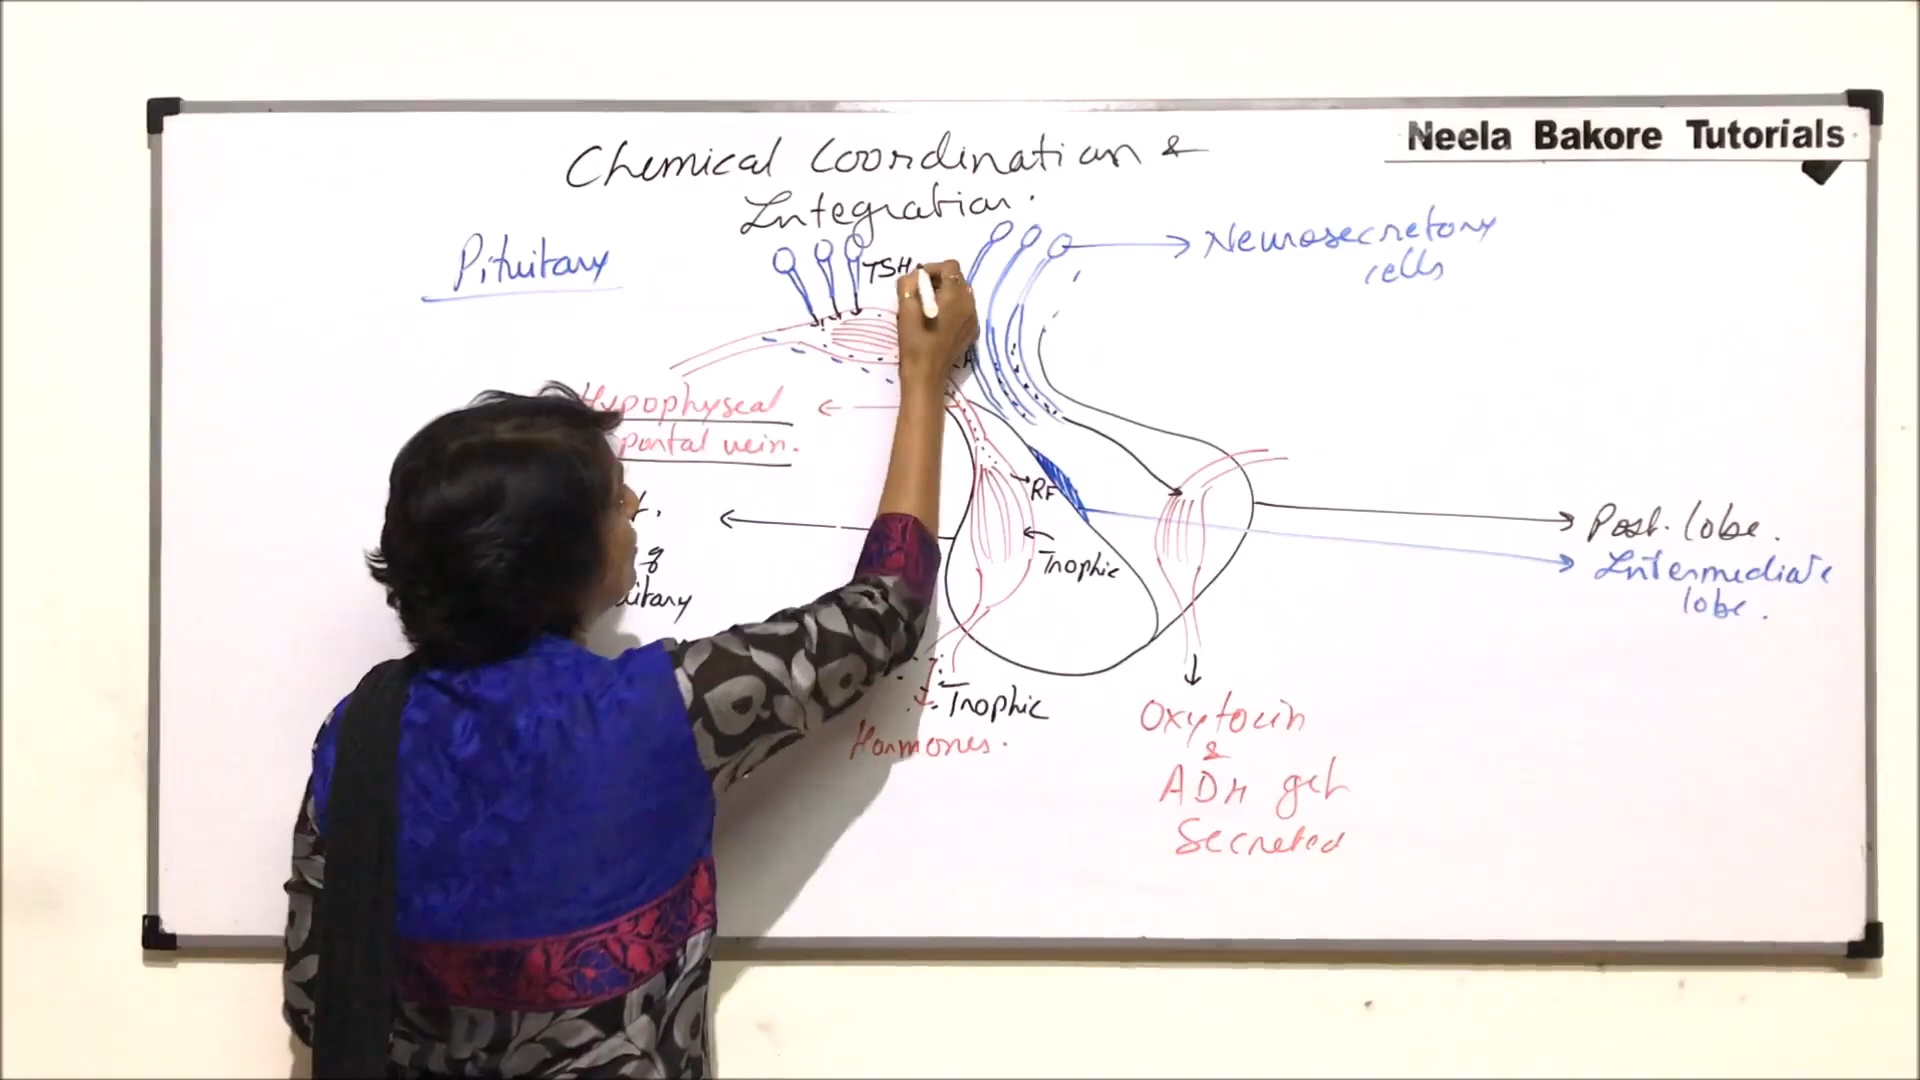 Neela Bakore Tutorials
Chemical Coordination &
Integration.
Pituitary
TSH
Neurosecretory
cells
Hypophyseal
portal vein.
RF
Trophic
Post. lobe.
Intermediate
lobe.
Trophic
Hormones.
Oxytocin
&
ADH get
Secreted